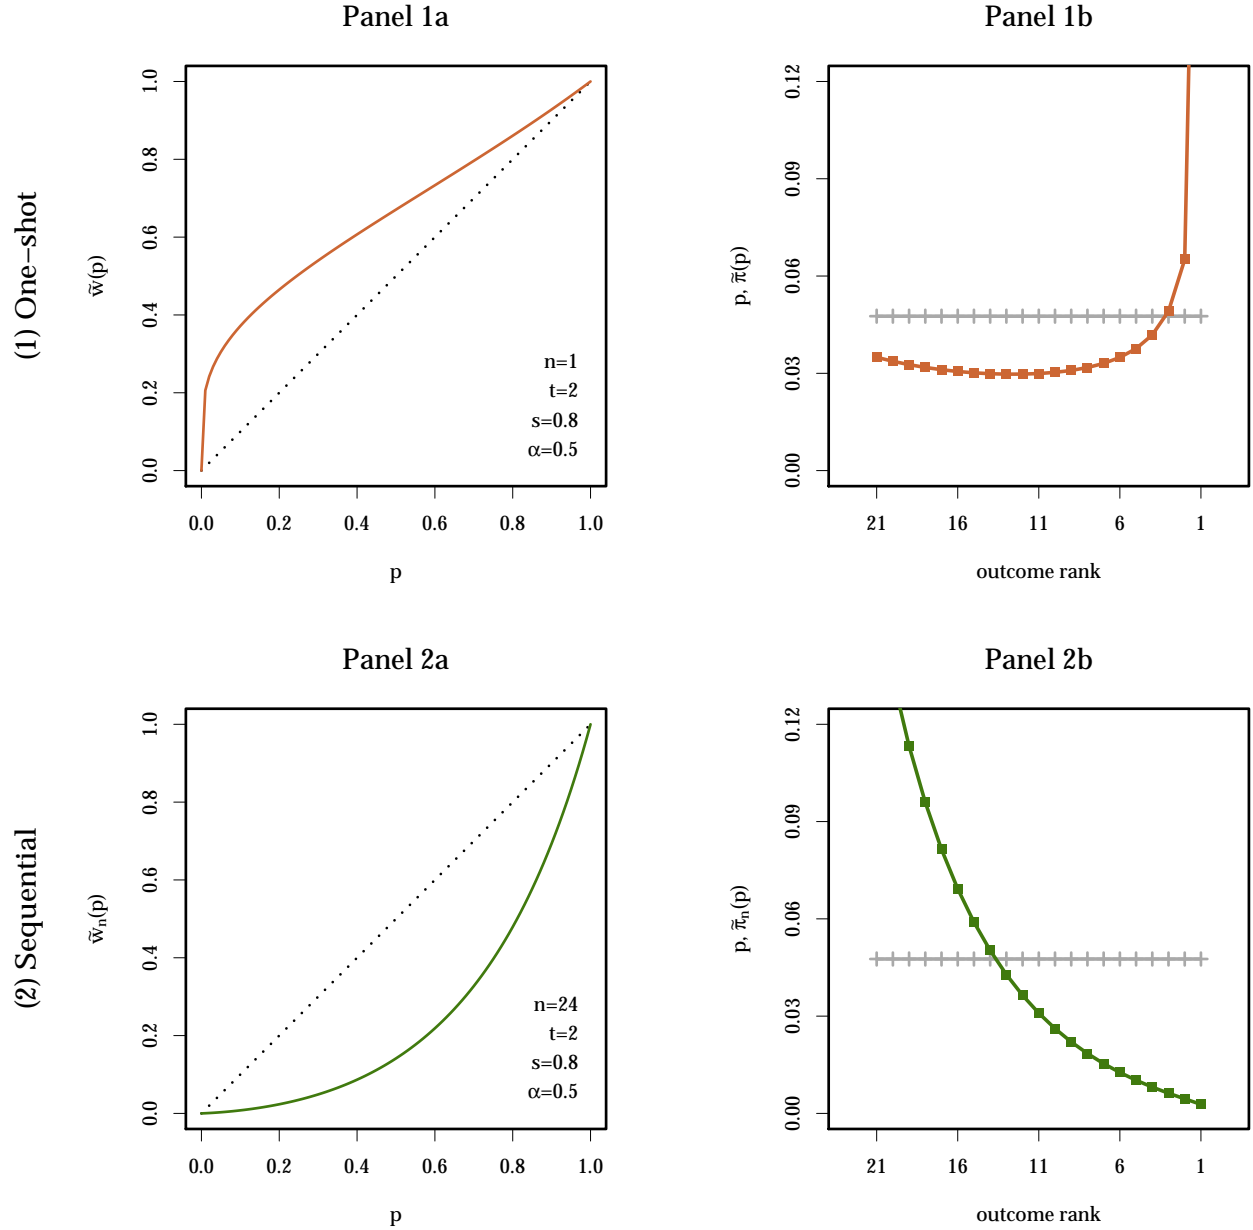 Panel 1a
Panel 1b
(1) One−shot
w̃(p)
1.0
0.8
0.6
0.4
0.2
0.0
n=1
t=2
s=0.8
α=0.5
0.0 0.2 0.4 0.6 0.8 1.0
p
p, π̃(p)
0.12
0.09
0.06
0.03
0.00
21 16 11 6 1
outcome rank
Panel 2a
Panel 2b
(2) Sequential
w̃ₙ(p)
1.0
0.8
0.6
0.4
0.2
0.0
n=24
t=2
s=0.8
α=0.5
0.0 0.2 0.4 0.6 0.8 1.0
p
p, π̃ₙ(p)
0.12
0.09
0.06
0.03
0.00
21 16 11 6 1
outcome rank